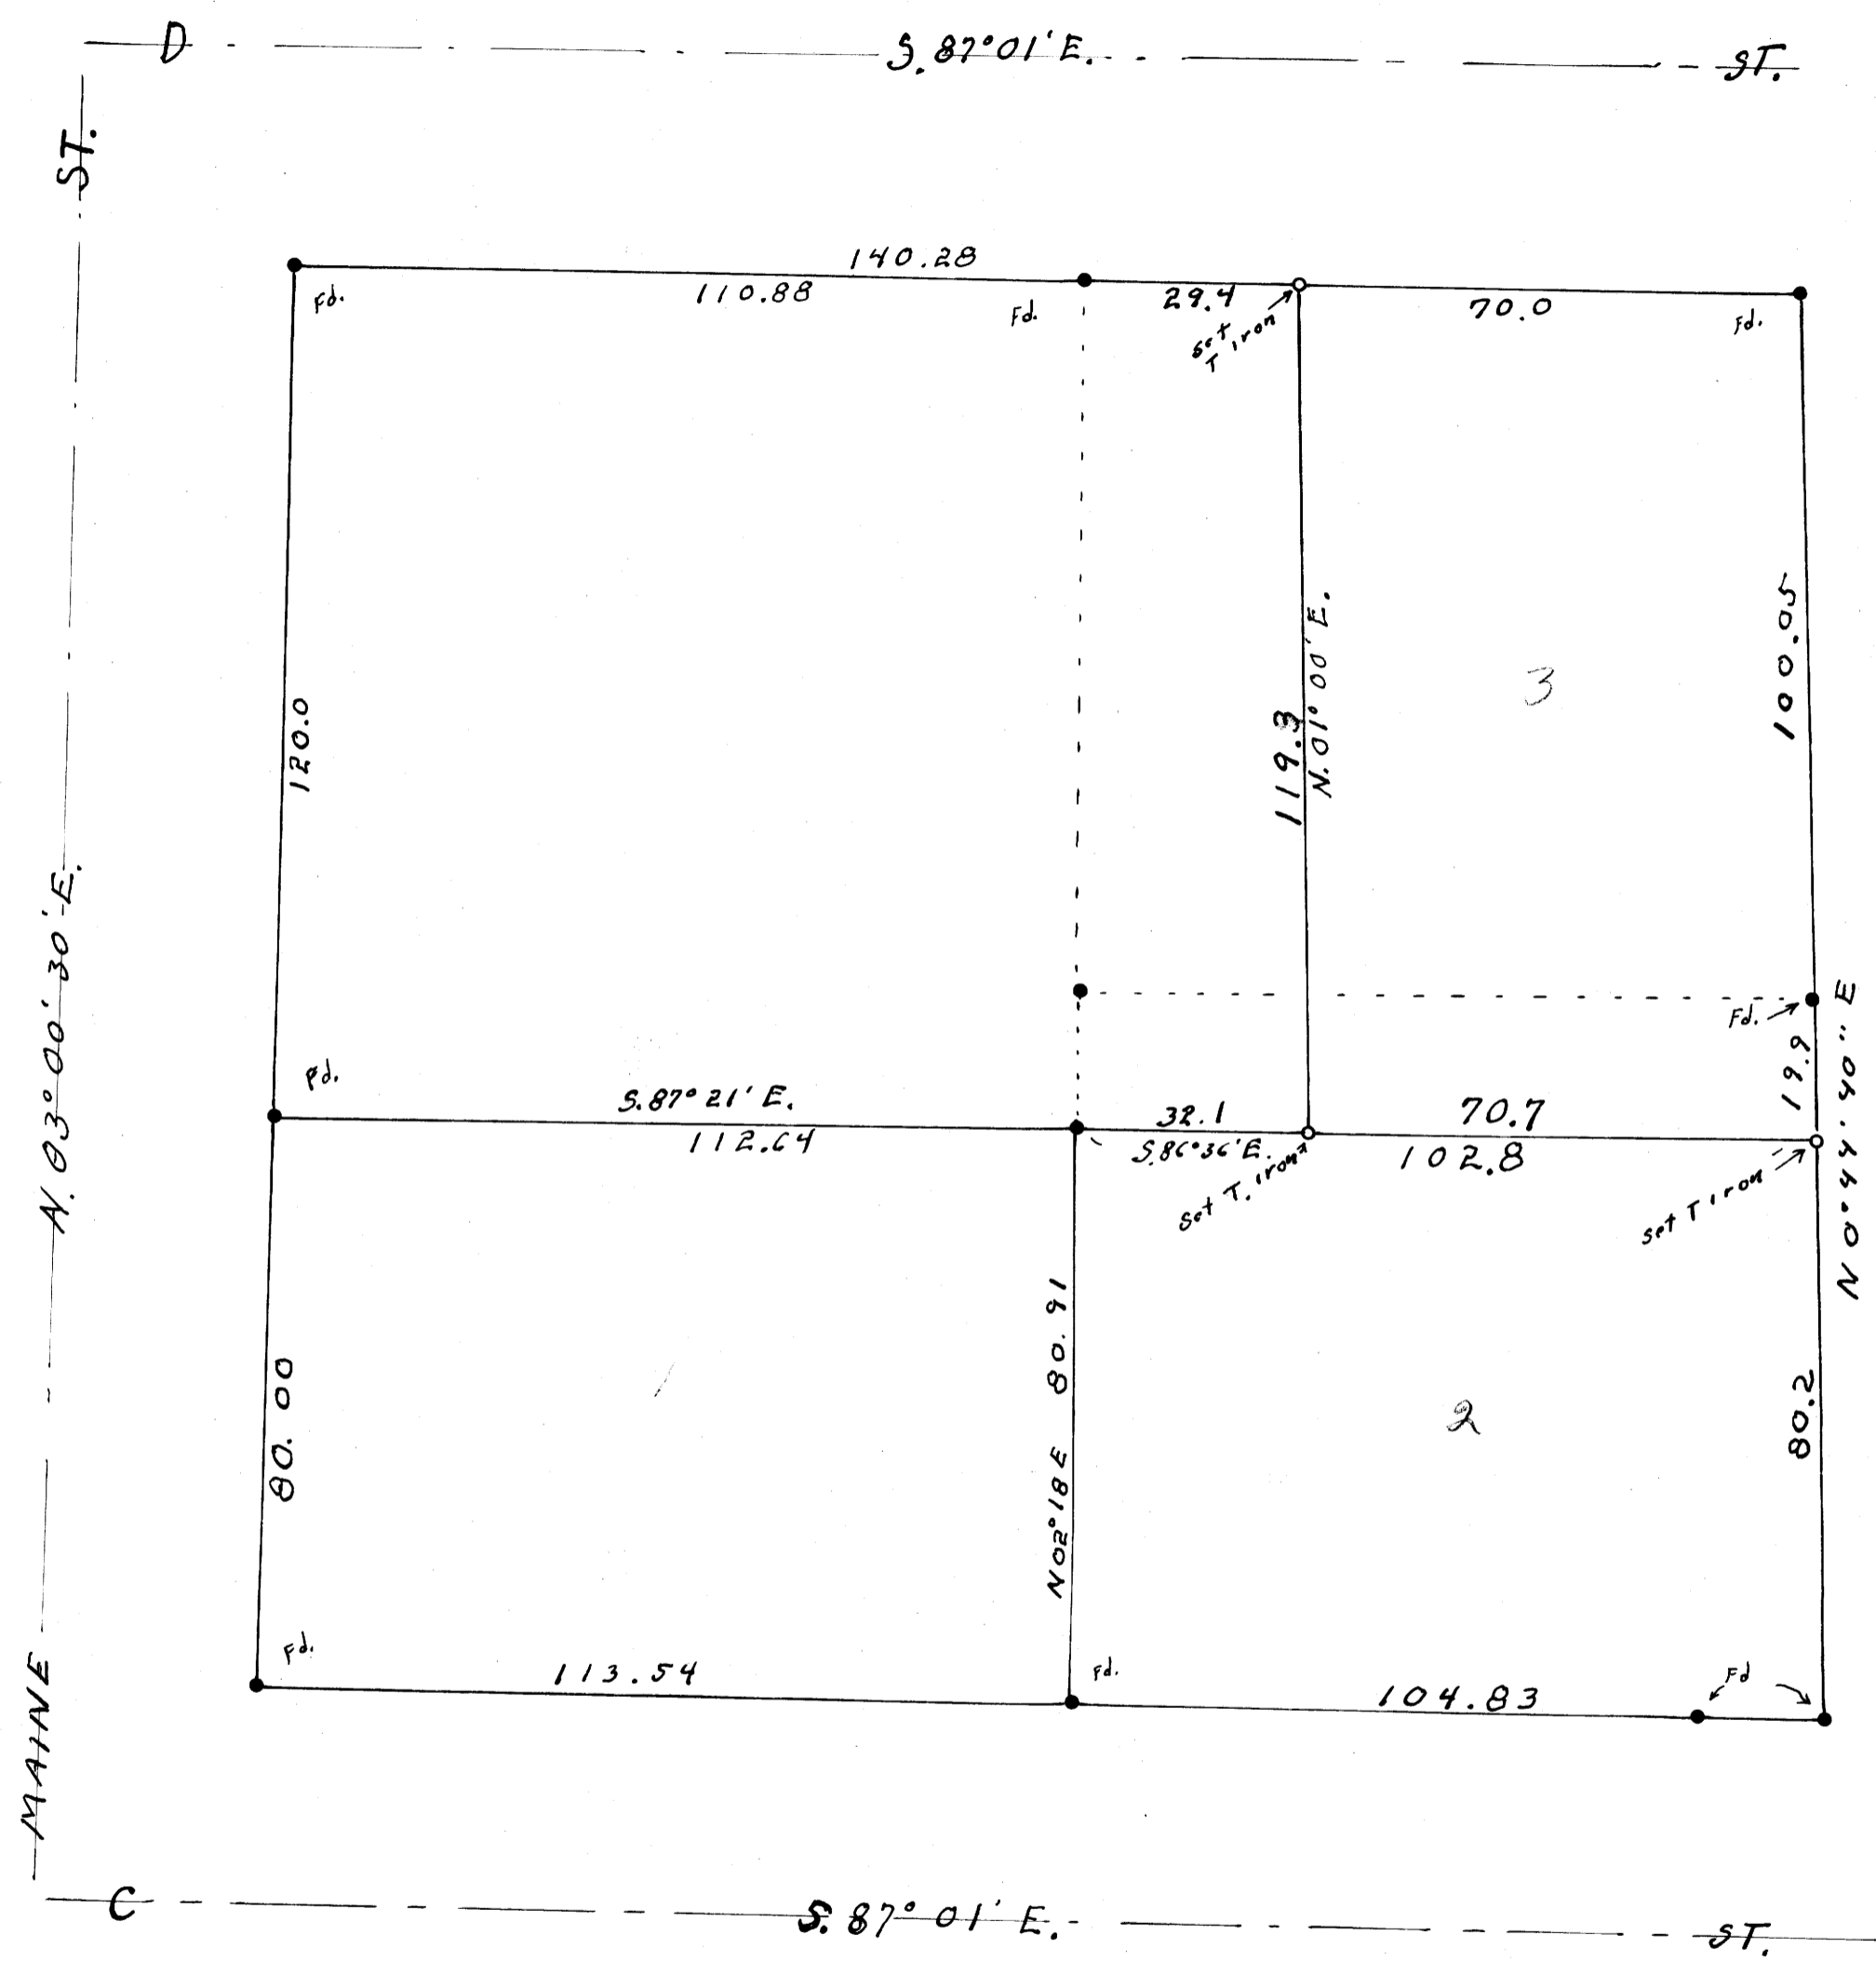 D S. 87°01' E. ST.
ST.
140.28
110.88 29.4 70.0
Fd. Fd. Fd.
Set
T iron
120.0
119.3
N. 01° 00' E.
3
100.05
N. 03° 00' 30' E.
Fd.
19.9
N 0° 44' 40" E
Fd.
S. 87° 21' E. 32.1 70.7
112.64 S. 86° 36' E. 102.8
Set T. iron
Set T iron
80.00
1
N 02° 18 E 80.91
2
80.2
Fd. Fd. Fd
113.54 104.83
MAINE
C S. 87° 01' E. ST.